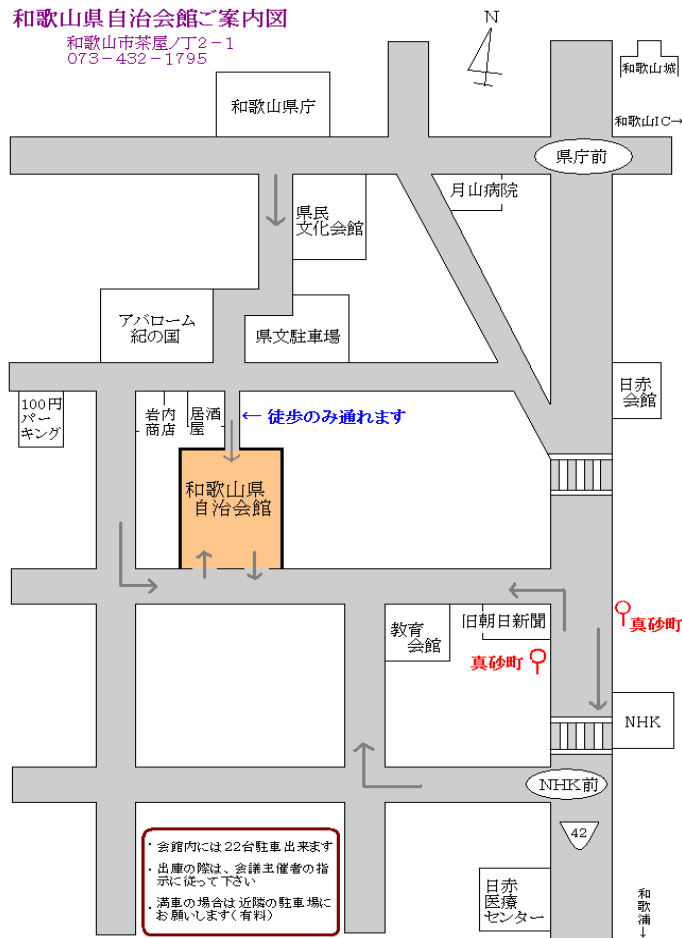 和歌山県自治会館ご案内図
和歌山市茶屋ノ丁2－1
073－432－1795
N
和歌山城
和歌山県庁
和歌山IC→
県庁前
月山病院
県民
文化会館
アバローム
紀の国
県文駐車場
日赤
会館
100円
パー
キング
岩内
商店
居酒
屋
← 徒歩のみ通れます
和歌山県
自治会館
教育
会館
旧朝日新聞
真砂町
真砂町
NHK
NHK前
42
・会館内には22台駐車出来ます
・出庫の際は、会議主催者の指
示に従って下さい
・満車の場合は近隣の駐車場に
お願いします(有料)
日赤
医療
センター
和歌浦↓